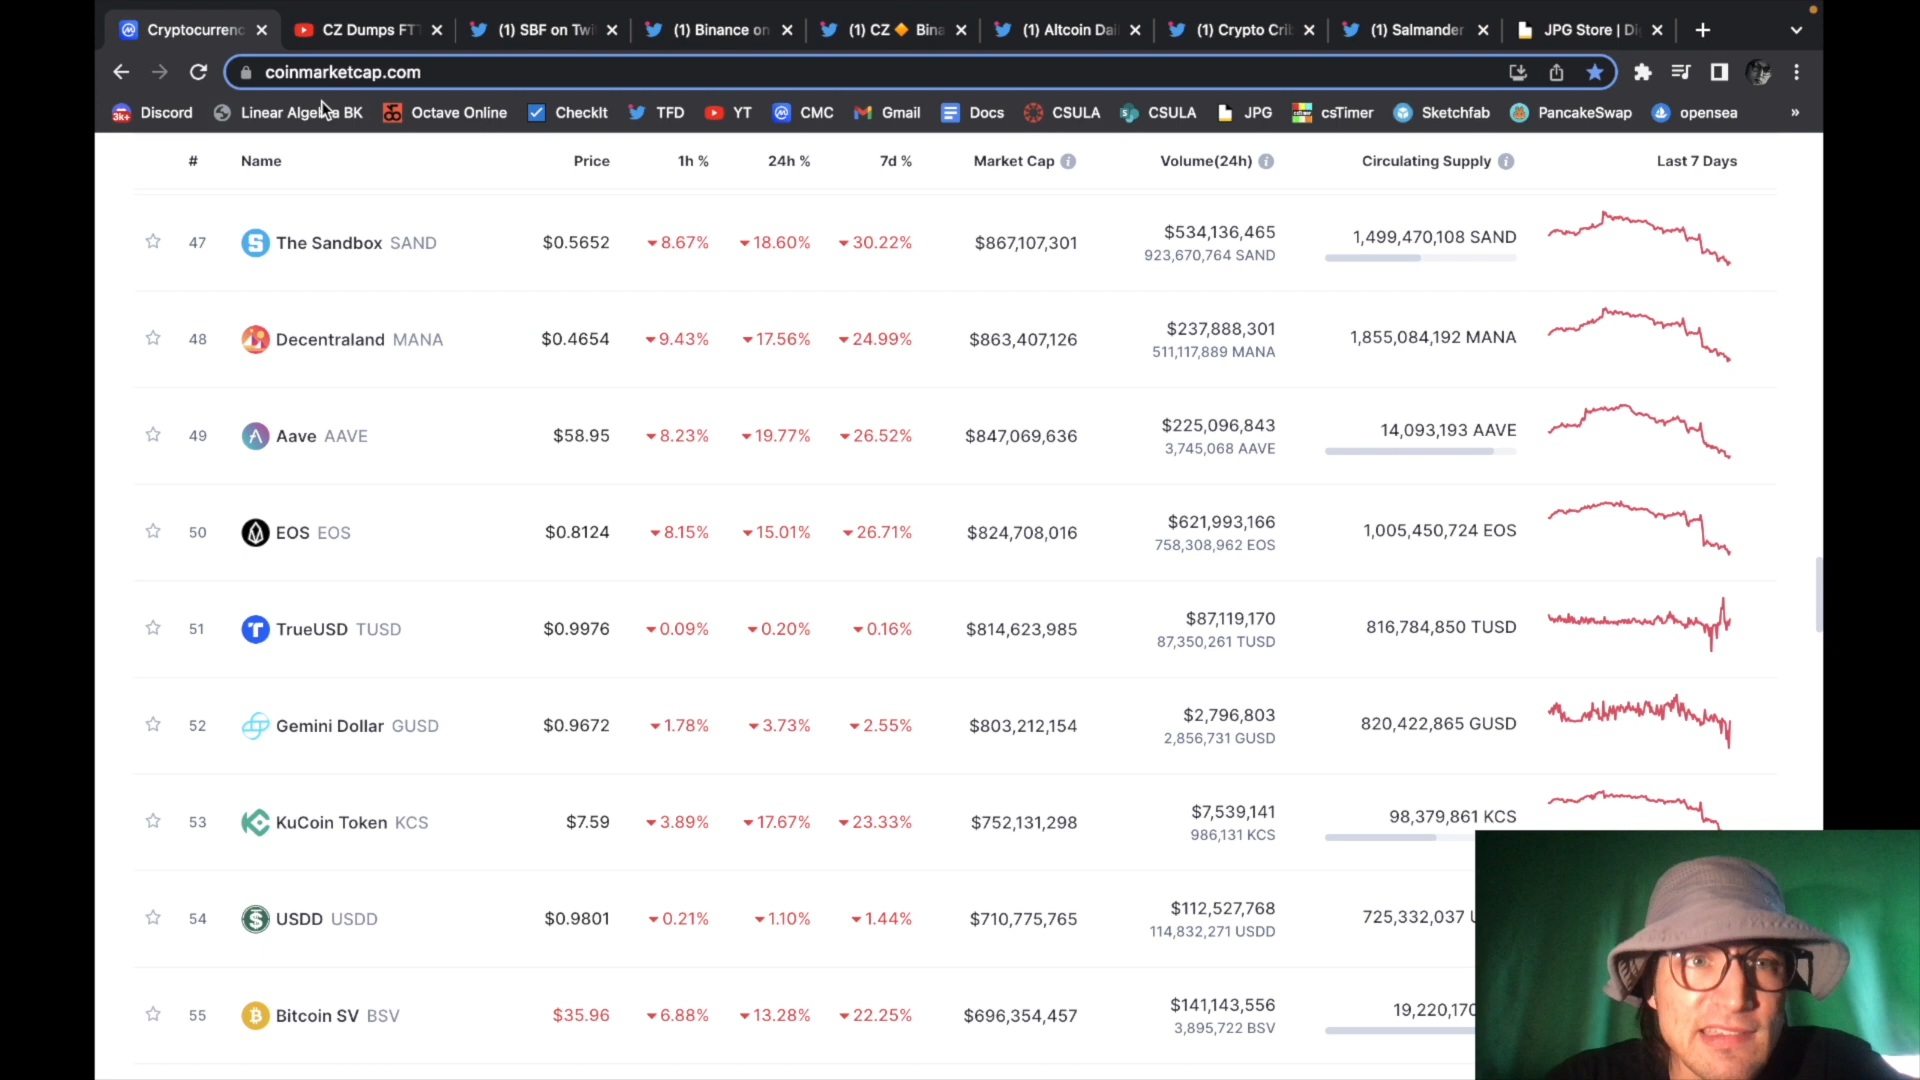 Cryptocurrenc
CZ Dumps FT
(1) SBF on Twi
(1) Binance on
(1) CZ 🔶 Bina
(1) Altcoin Dai
(1) Crypto Crib
(1) Salmander
JPG Store | Di
coinmarketcap.com
3k+
Discord
Linear Algebra BK
Octave Online
CheckIt
TFD
YT
CMC
Gmail
Docs
CSULA
CSULA
JPG
csTimer
Sketchfab
PancakeSwap
opensea
»
# Name Price 1h % 24h % 7d % Market Cap Volume(24h) Circulating Supply Last 7 Days
47 The Sandbox SAND $0.5652 8.67% 18.60% 30.22% $867,107,301 $534,136,465 1,499,470,108 SAND
923,670,764 SAND
48 Decentraland MANA $0.4654 9.43% 17.56% 24.99% $863,407,126 $237,888,301 1,855,084,192 MANA
511,117,889 MANA
49 Aave AAVE $58.95 8.23% 19.77% 26.52% $847,069,636 $225,096,843 14,093,193 AAVE
3,745,068 AAVE
50 EOS EOS $0.8124 8.15% 15.01% 26.71% $824,708,016 $621,993,166 1,005,450,724 EOS
758,308,962 EOS
51 TrueUSD TUSD $0.9976 0.09% 0.20% 0.16% $814,623,985 $87,119,170 816,784,850 TUSD
87,350,261 TUSD
52 Gemini Dollar GUSD $0.9672 1.78% 3.73% 2.55% $803,212,154 $2,796,803 820,422,865 GUSD
2,856,731 GUSD
53 KuCoin Token KCS $7.59 3.89% 17.67% 23.33% $752,131,298 $7,539,141 98,379,861 KCS
986,131 KCS
54 USDD USDD $0.9801 0.21% 1.10% 1.44% $710,775,765 $112,527,768 725,332,037
114,832,271 USDD
55 Bitcoin SV BSV $35.96 6.88% 13.28% 22.25% $696,354,457 $141,143,556 19,220,170
3,895,722 BSV